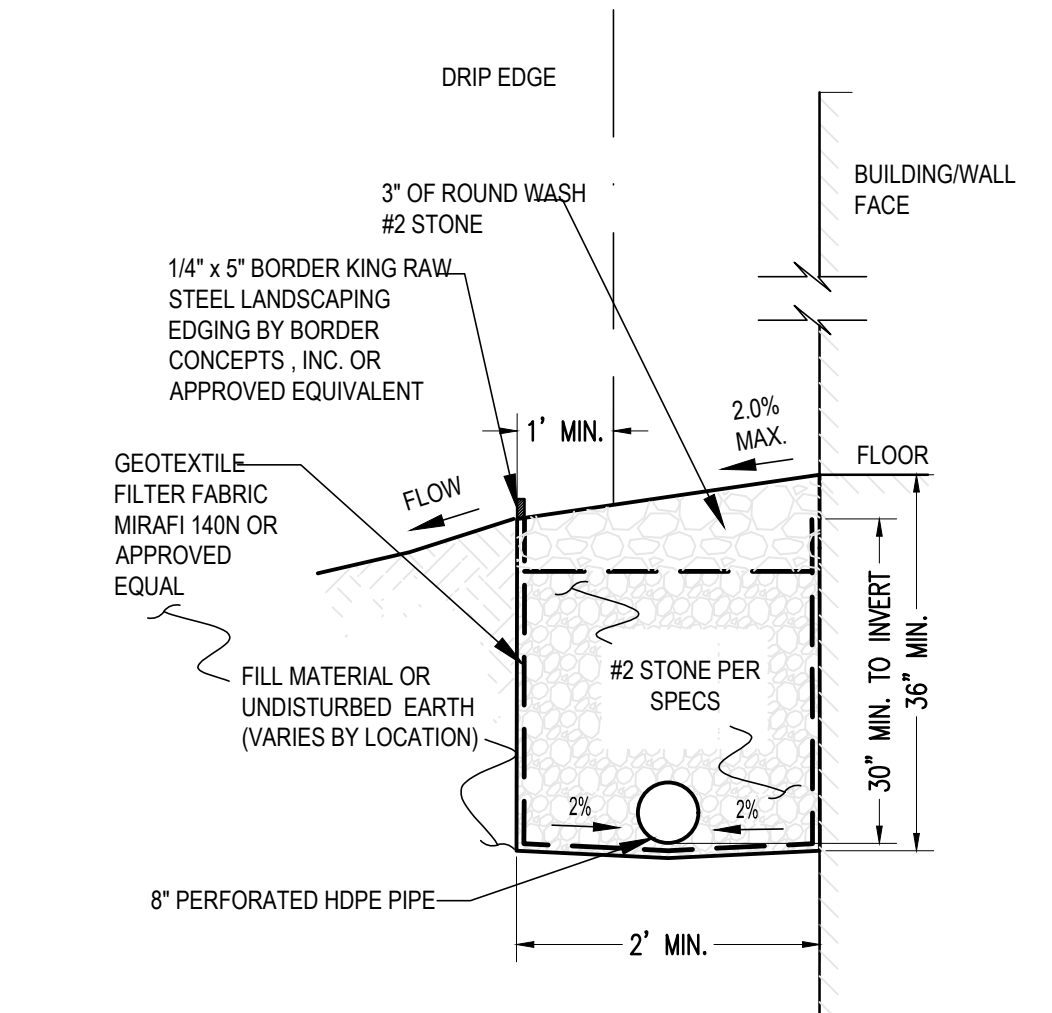 DRIP EDGE
BUILDING/WALL
FACE
3" OF ROUND WASH
#2 STONE
1/4" x 5" BORDER KING RAW
STEEL LANDSCAPING
EDGING BY BORDER
CONCEPTS , INC. OR
APPROVED EQUIVALENT
1' MIN.
2.0%
MAX.
FLOOR
GEOTEXTILE
FILTER FABRIC
MIRAFI 140N OR
APPROVED
EQUAL
FLOW
FILL MATERIAL OR
UNDISTURBED EARTH
(VARIES BY LOCATION)
#2 STONE PER
SPECS
30" MIN. TO INVERT
36" MIN.
2%
2%
8" PERFORATED HDPE PIPE
2' MIN.